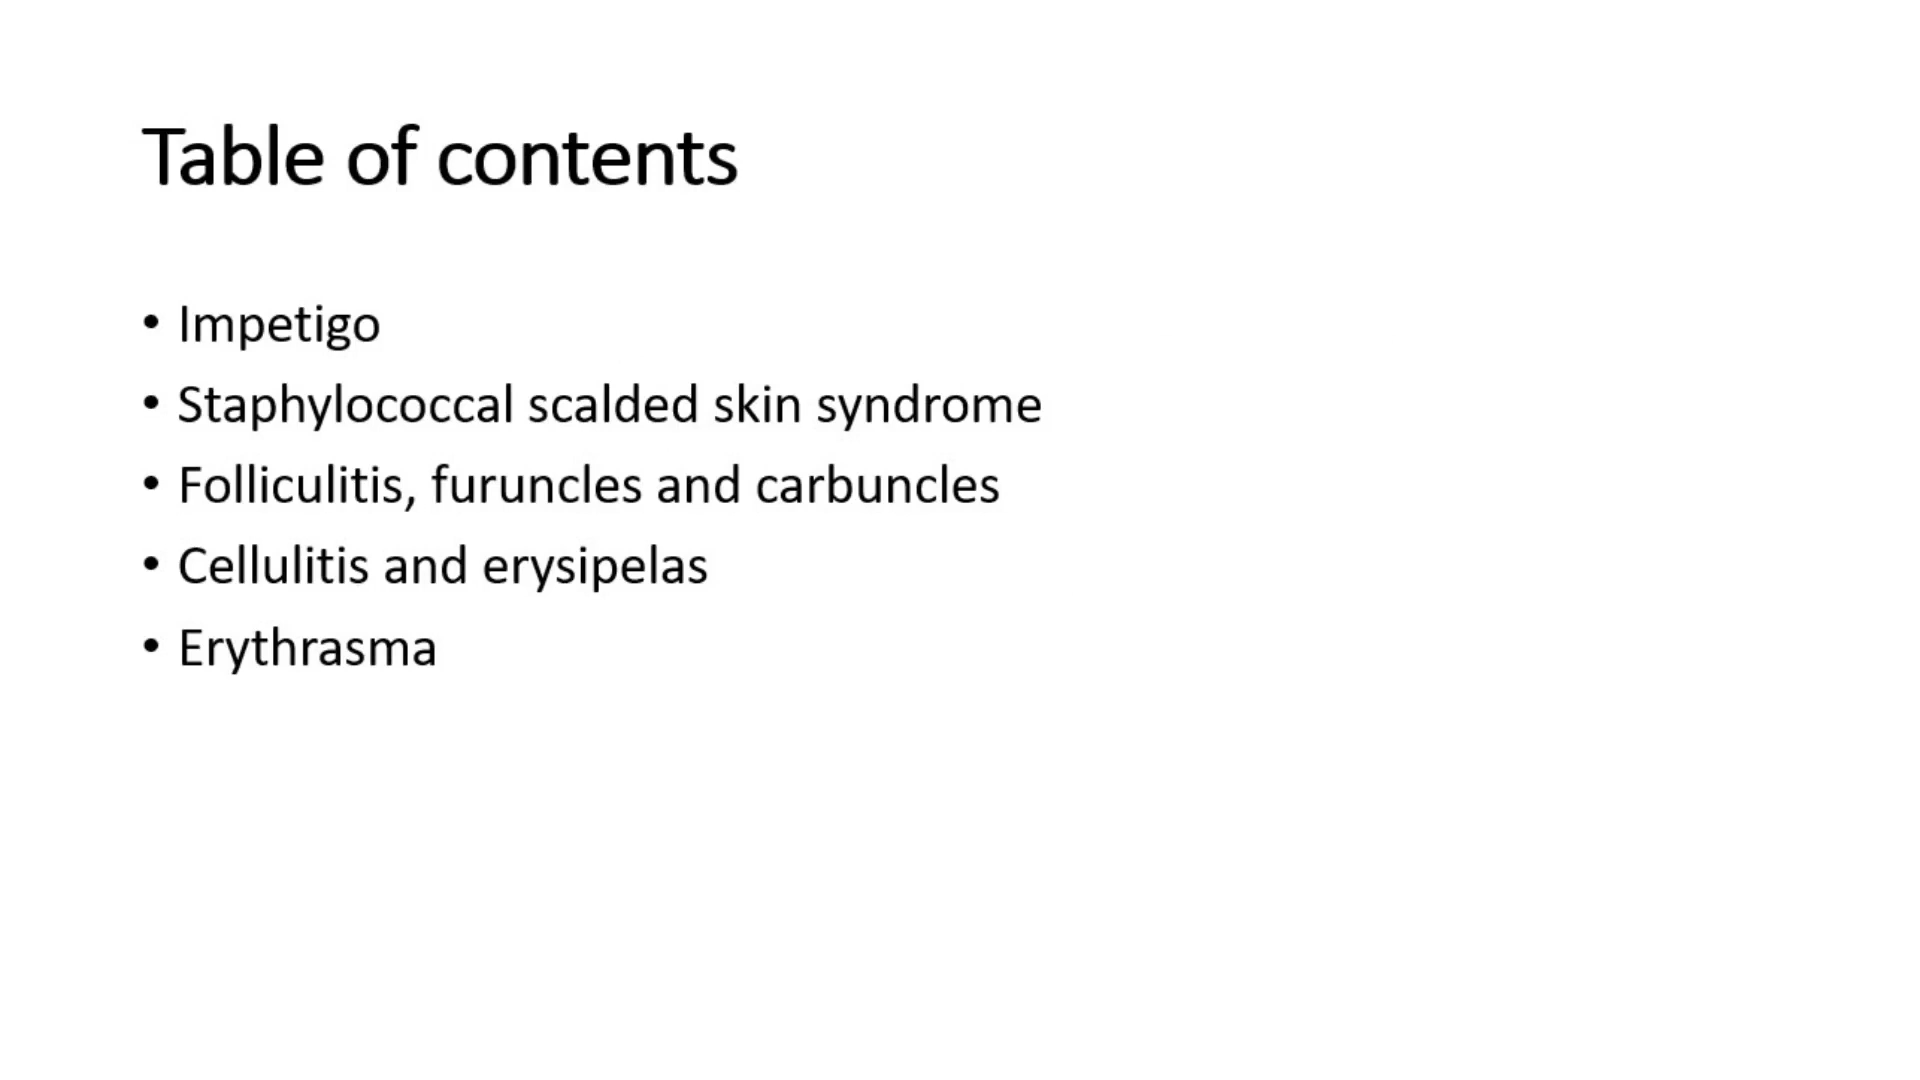 Table of contents
• Impetigo
• Staphylococcal scalded skin syndrome
• Folliculitis, furuncles and carbuncles
• Cellulitis and erysipelas
• Erythrasma